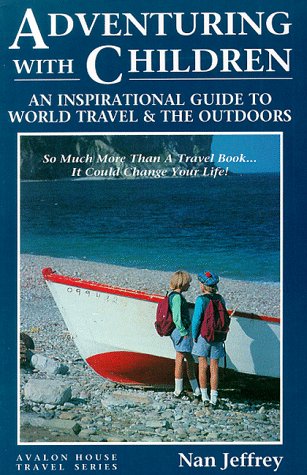 ADVENTURING
WITH CHILDREN
AN INSPIRATIONAL GUIDE TO
WORLD TRAVEL & THE OUTDOORS
So Much More Than A Travel Book...
It Could Change Your Life!
AVALON HOUSE
TRAVEL SERIES
Nan Jeffrey